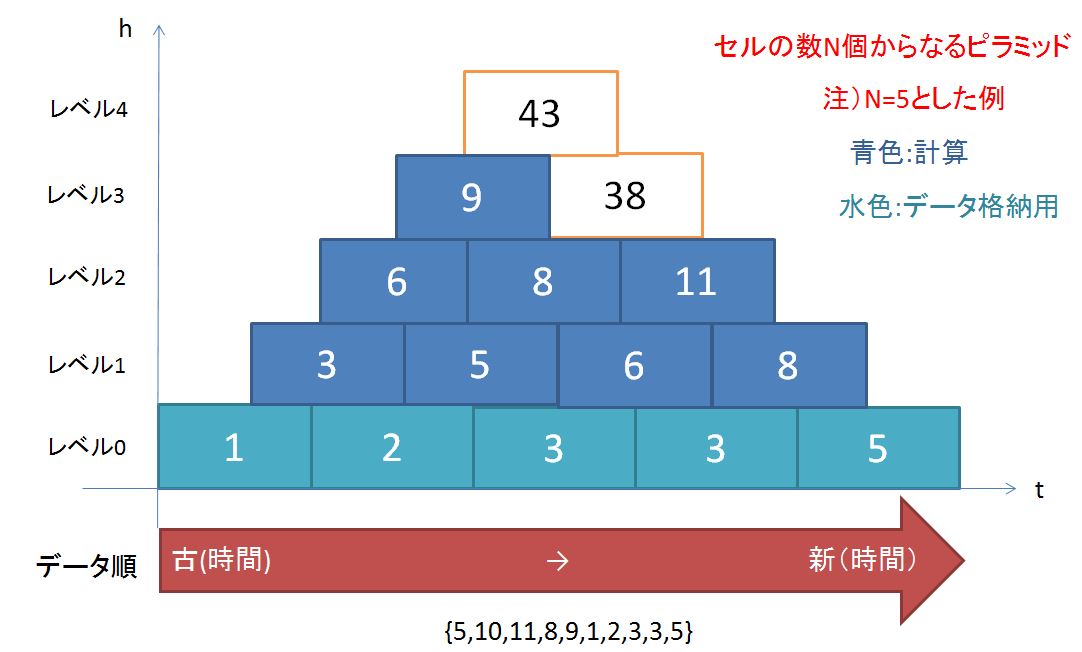 h
セルの数N個からなるピラミッド
注）N=5とした例
青色:計算
水色:データ格納用
レベル4
43
レベル3
9 38
レベル2
6 8 11
レベル1
3 5 6 8
レベル0
1 2 3 3 5
t
データ順
古(時間) → 新（時間）
{5,10,11,8,9,1,2,3,3,5}